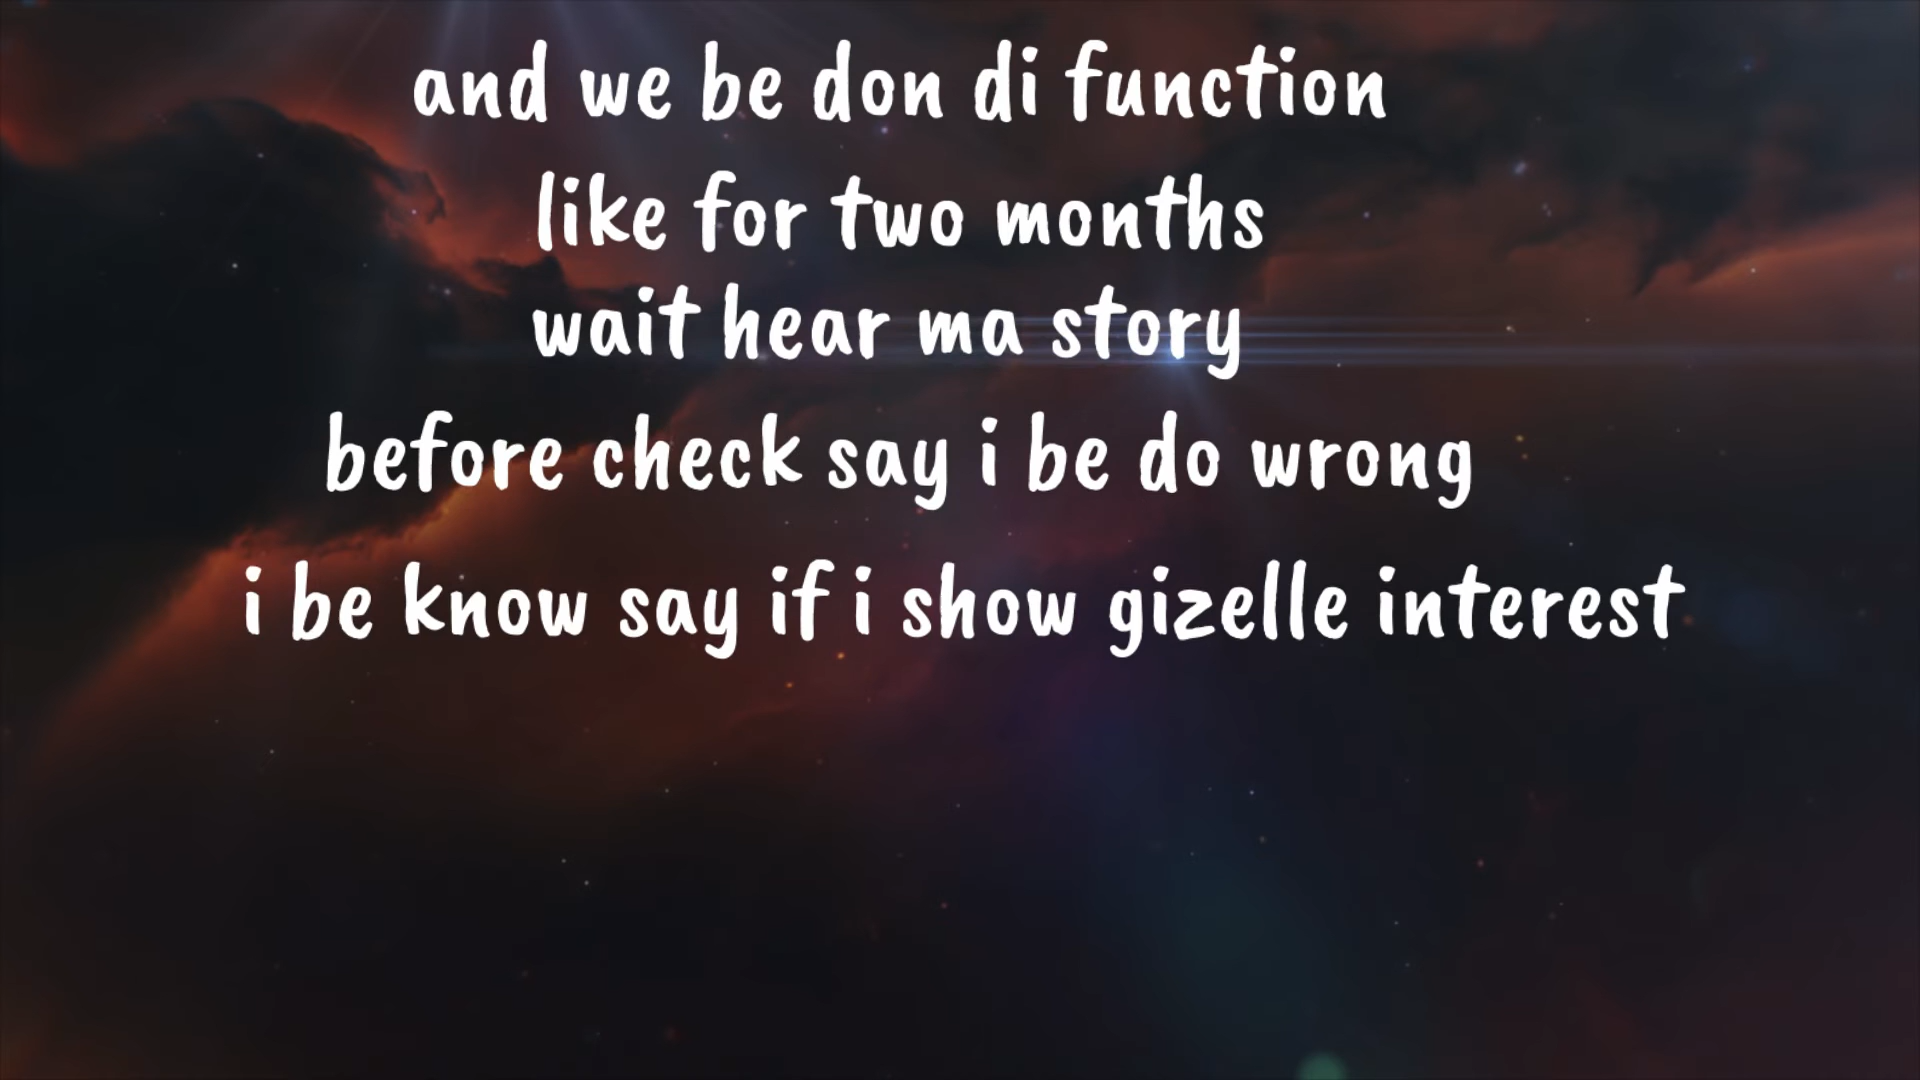 and we be don di function
like for two months
wait hear ma story
before check say i be do wrong
i be know say if i show gizelle interest